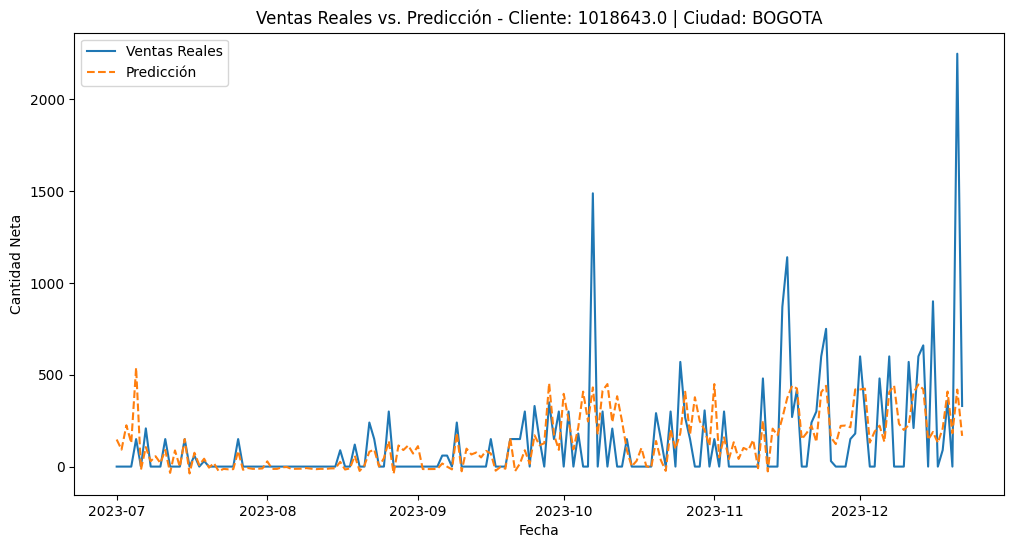 Ventas Reales vs. Predicción - Cliente: 1018643.0 | Ciudad: BOGOTA
Ventas Reales
Predicción
Cantidad Neta
2000
1500
1000
500
0
2023-07
2023-08
2023-09
2023-10
2023-11
2023-12
Fecha